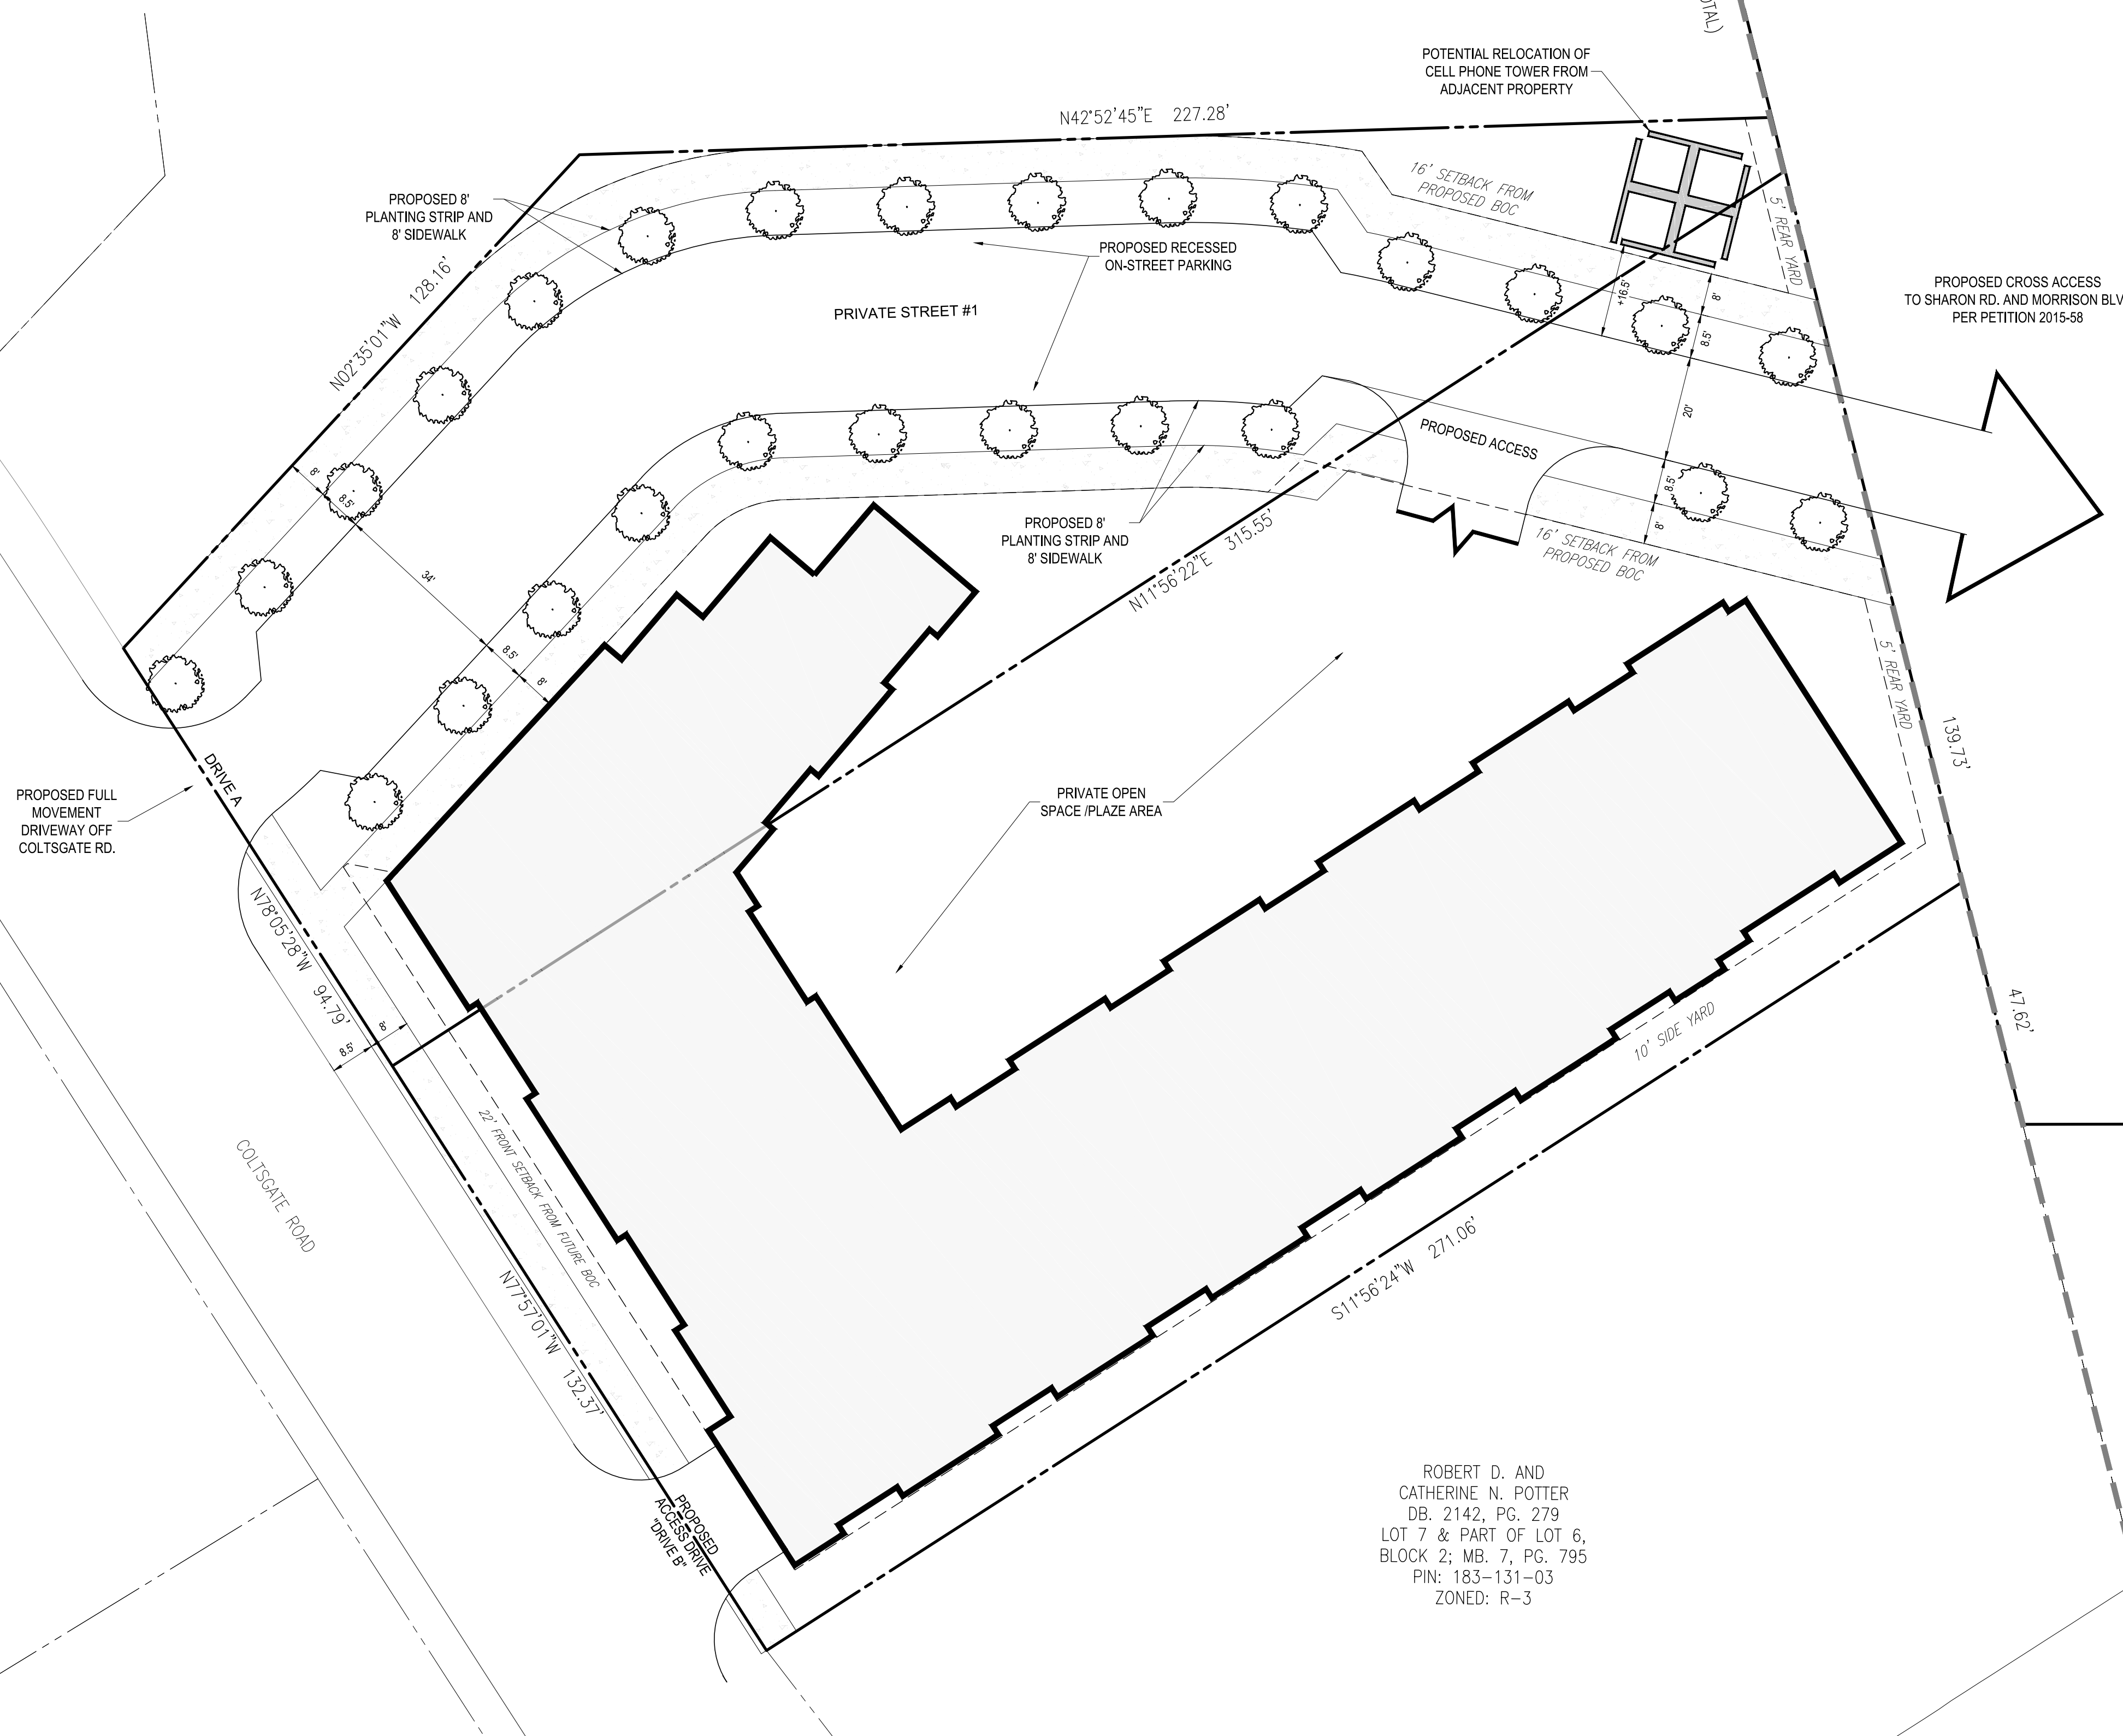 OTAL)
POTENTIAL RELOCATION OF
CELL PHONE TOWER FROM
ADJACENT PROPERTY
N42°52'45"E 227.28'
16' SETBACK FROM
PROPOSED BOC
5' REAR YARD
PROPOSED 8'
PLANTING STRIP AND
8' SIDEWALK
PROPOSED RECESSED
ON-STREET PARKING
PROPOSED CROSS ACCESS
TO SHARON RD. AND MORRISON BLV
PER PETITION 2015-58
N02°35'01"W 128.16'
PRIVATE STREET #1
+16.5'
8'
8.5'
20'
8.5'
8'
PROPOSED ACCESS
8'
8.5'
34'
8.5'
8'
PROPOSED 8'
PLANTING STRIP AND
8' SIDEWALK
N11°56'22"E 315.55'
16' SETBACK FROM
PROPOSED BOC
5' REAR YARD
139.73'
DRIVE A
PROPOSED FULL
MOVEMENT
DRIVEWAY OFF
COLTSGATE RD.
PRIVATE OPEN
SPACE /PLAZE AREA
N78°05'28"W 94.79'
8'
8.5'
47.62'
10' SIDE YARD
22' FRONT SETBACK FROM FUTURE BOC
COLTSGATE ROAD
N77°57'01"W 132.37'
S11°56'24"W 271.06'
PROPOSED
ACCESS DRIVE
"DRIVE B"
ROBERT D. AND
CATHERINE N. POTTER
DB. 2142, PG. 279
LOT 7 & PART OF LOT 6,
BLOCK 2; MB. 7, PG. 795
PIN: 183-131-03
ZONED: R-3